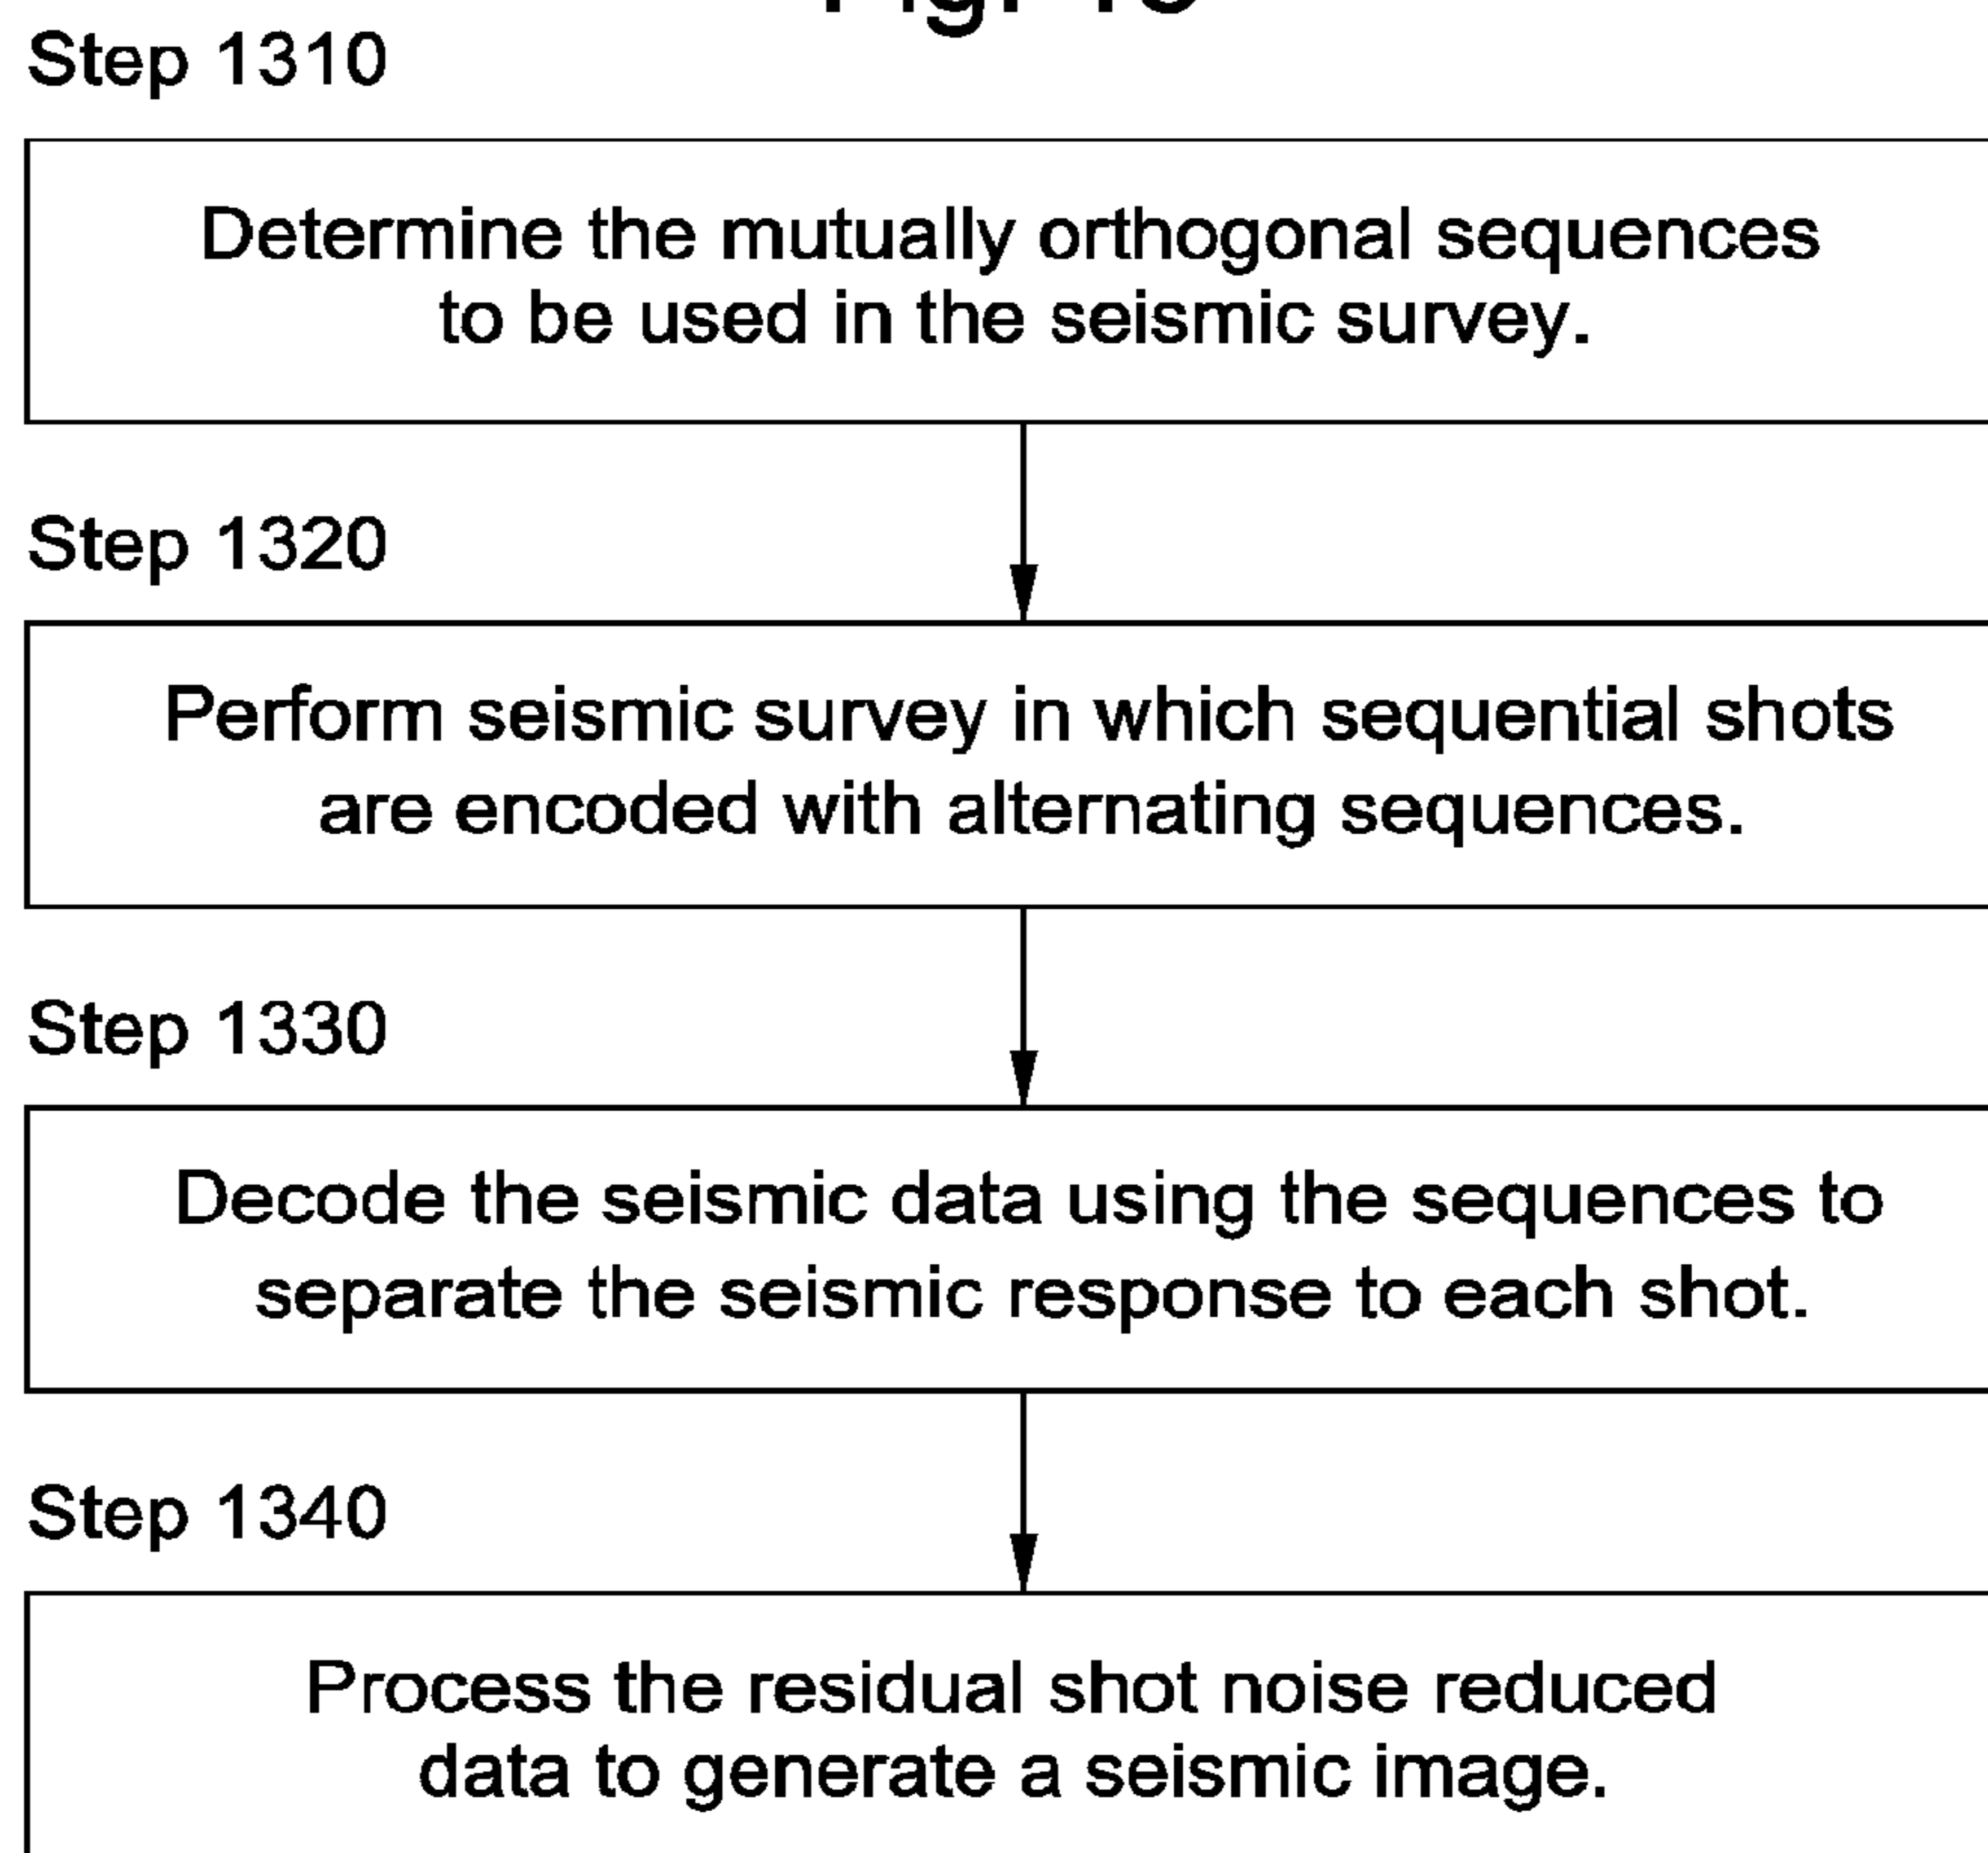 Step 1310
Determine the mutually orthogonal sequences
to be used in the seismic survey.
Step 1320
Perform seismic survey in which sequential shots
are encoded with alternating sequences.
Step 1330
Decode the seismic data using the sequences to
separate the seismic response to each shot.
Step 1340
Process the residual shot noise reduced
data to generate a seismic image.